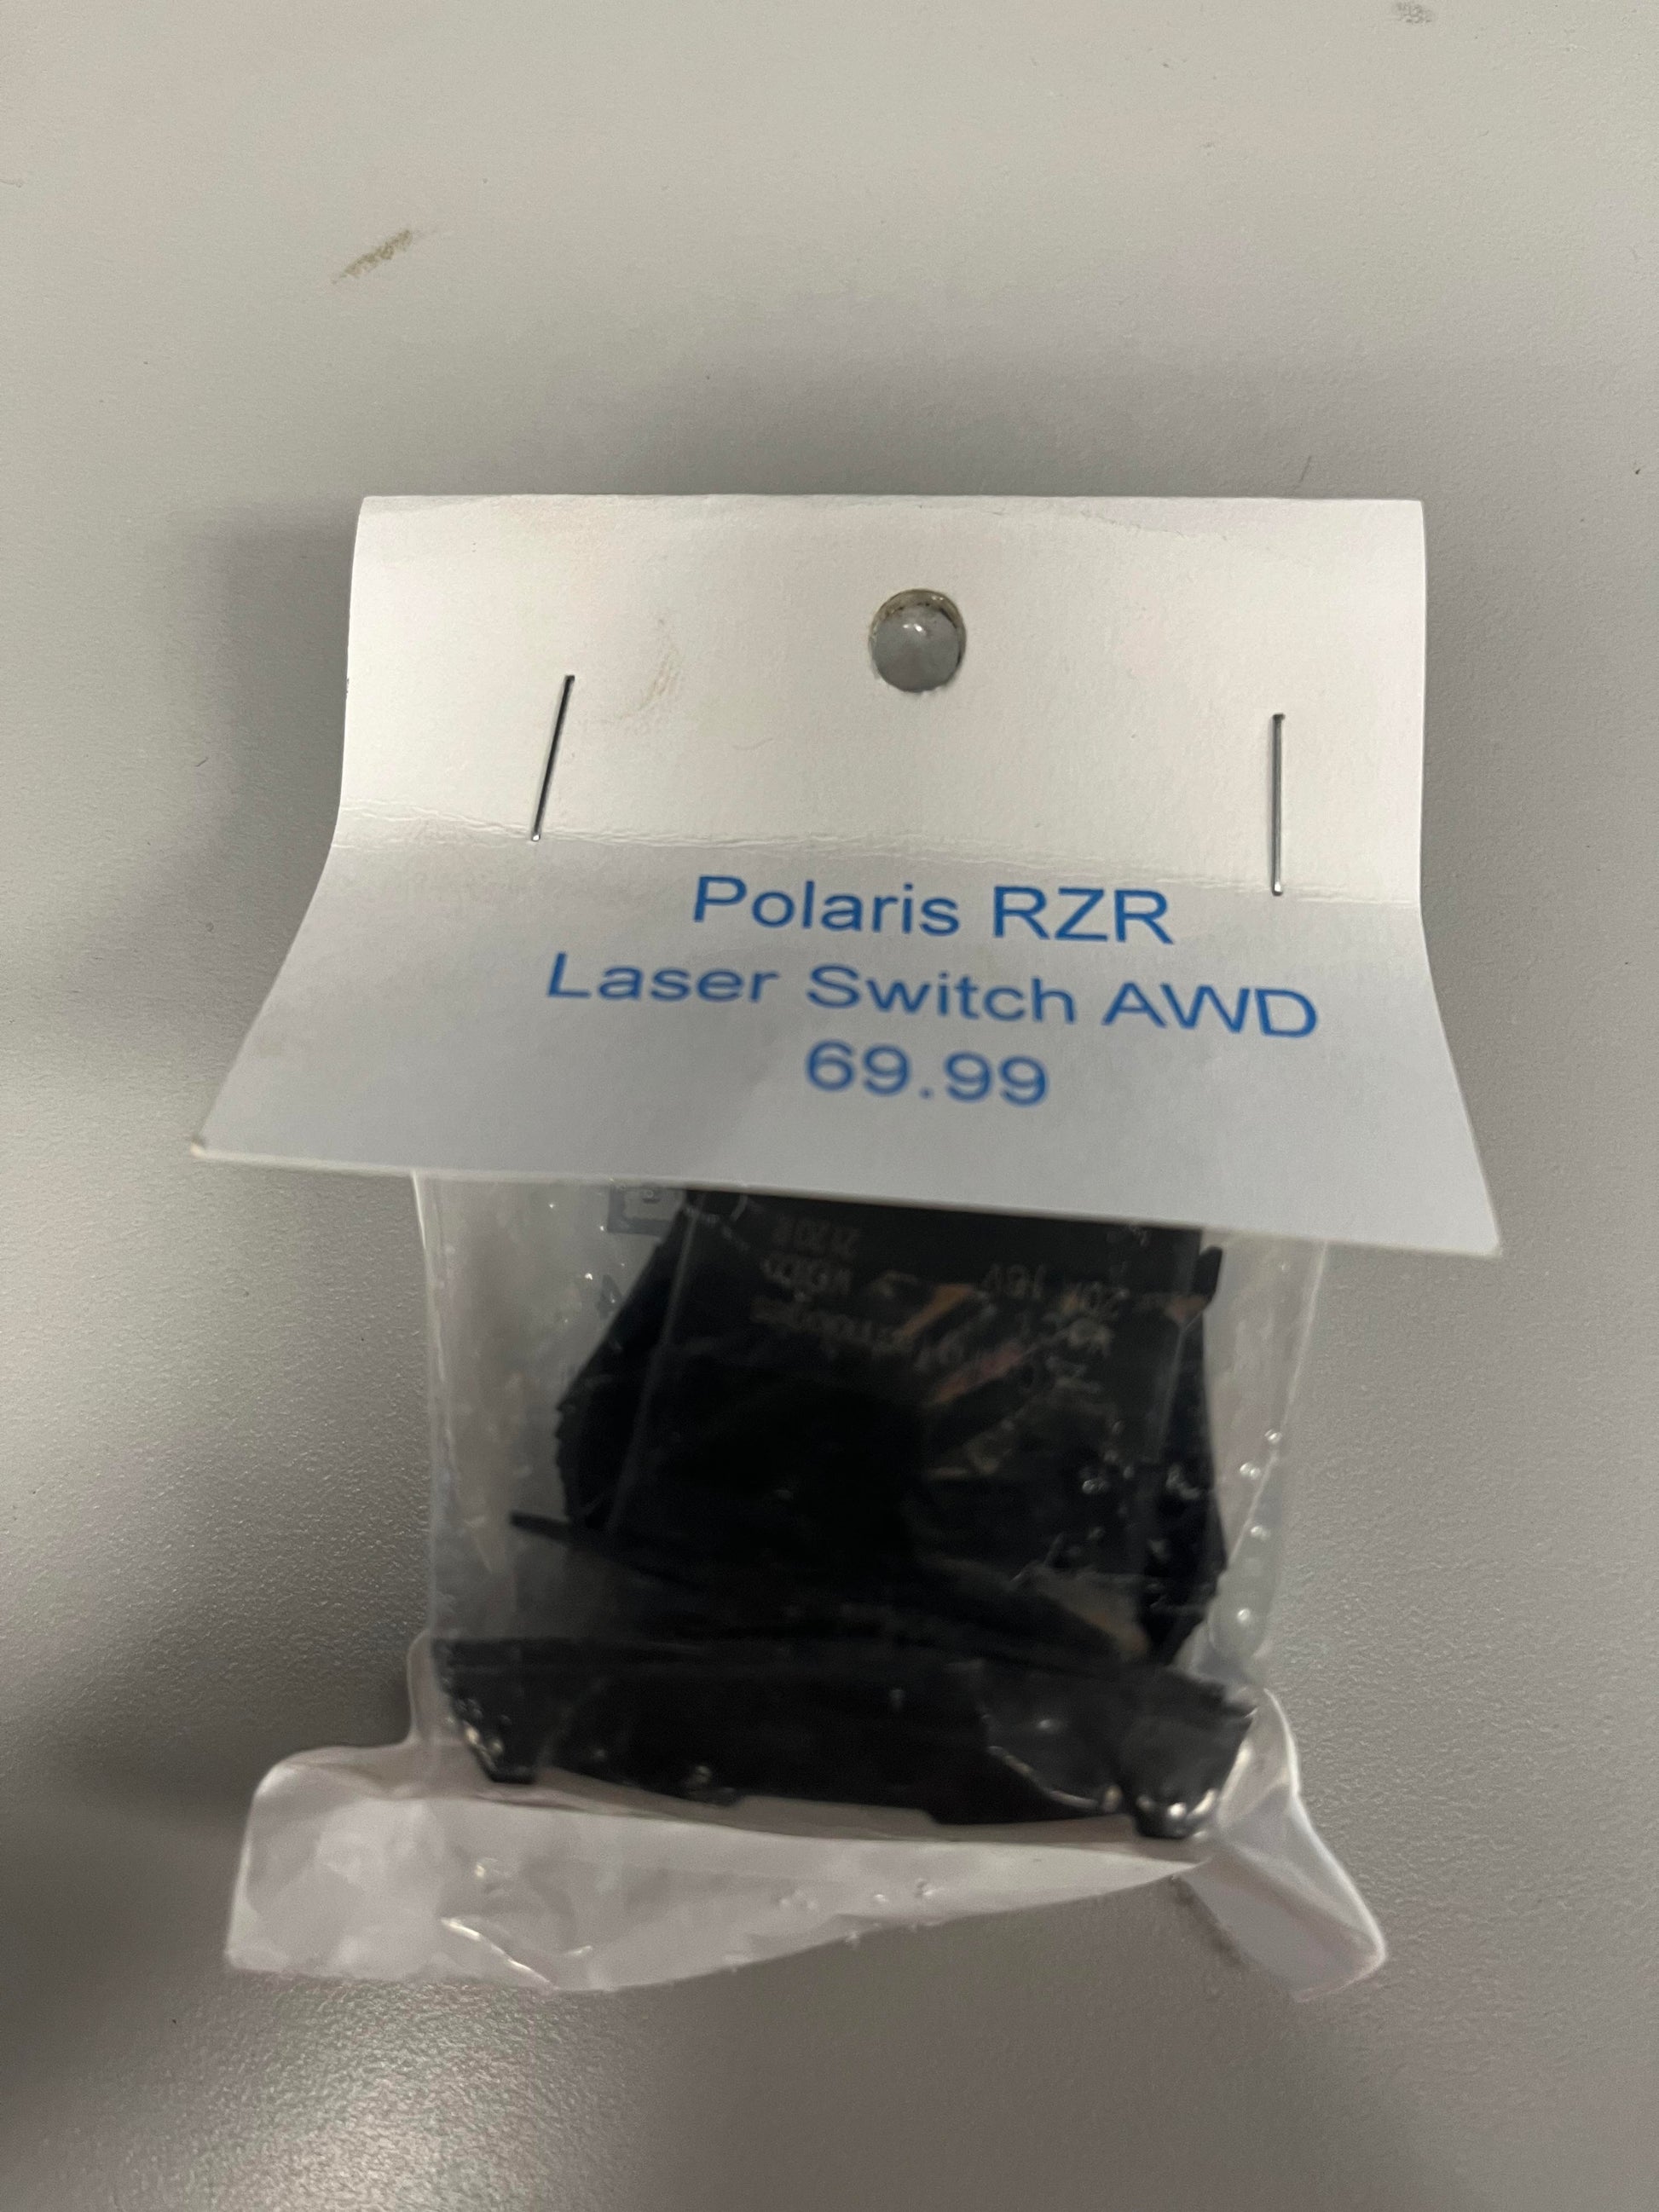 Polaris RZR
Laser Switch AWD
69.99